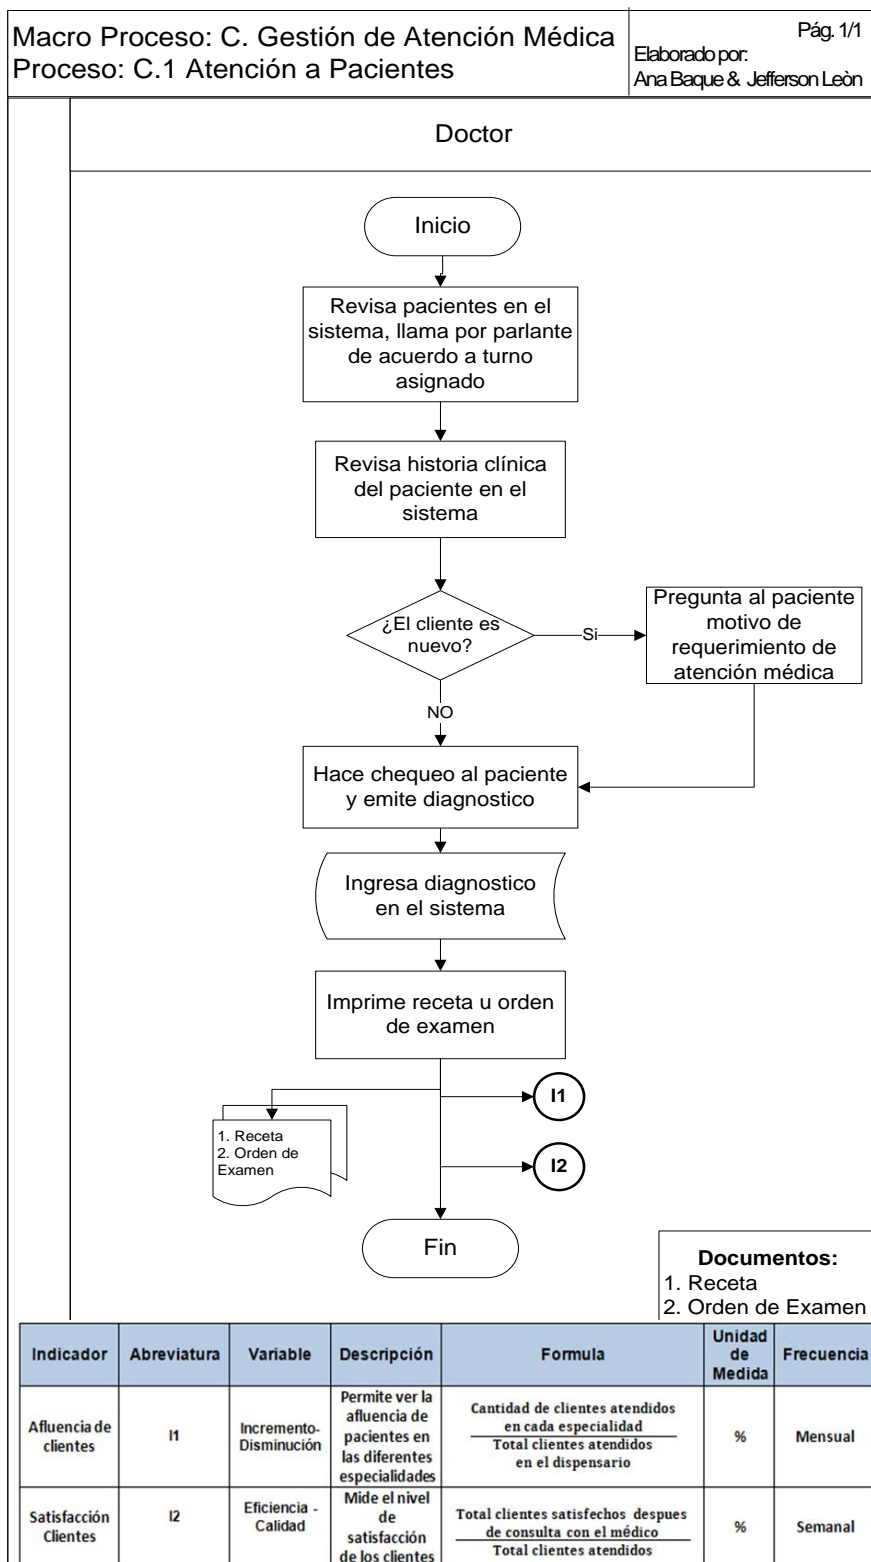 Macro Proceso: C. Gestión de Atención Médica
Proceso: C.1 Atención a Pacientes
Pág. 1/1
Elaborado por:
Ana Baque & Jefferson Leòn
Doctor
Inicio
Revisa pacientes en el
sistema, llama por parlante
de acuerdo a turno
asignado
Revisa historia clínica
del paciente en el
sistema
¿El cliente es
nuevo?
Si
Pregunta al paciente
motivo de
requerimiento de
atención médica
NO
Hace chequeo al paciente
y emite diagnostico
Ingresa diagnostico
en el sistema
Imprime receta u orden
de examen
I1
1. Receta
2. Orden de
Examen
I2
Fin
Documentos:
1. Receta
2. Orden de Examen
Indicador
Abreviatura
Variable
Descripción
Formula
Unidad
de
Medida
Frecuencia
Afluencia de
clientes
I1
Incremento-
Disminución
Permite ver la
afluencia de
pacientes en
las diferentes
especialidades
Cantidad de clientes atendidos
en cada especialidad
Total clientes atendidos
en el dispensario
%
Mensual
Satisfacción
Clientes
I2
Eficiencia -
Calidad
Mide el nivel
de
satisfacción
de los clientes
Total clientes satisfechos despues
de consulta con el médico
Total clientes atendidos
%
Semanal